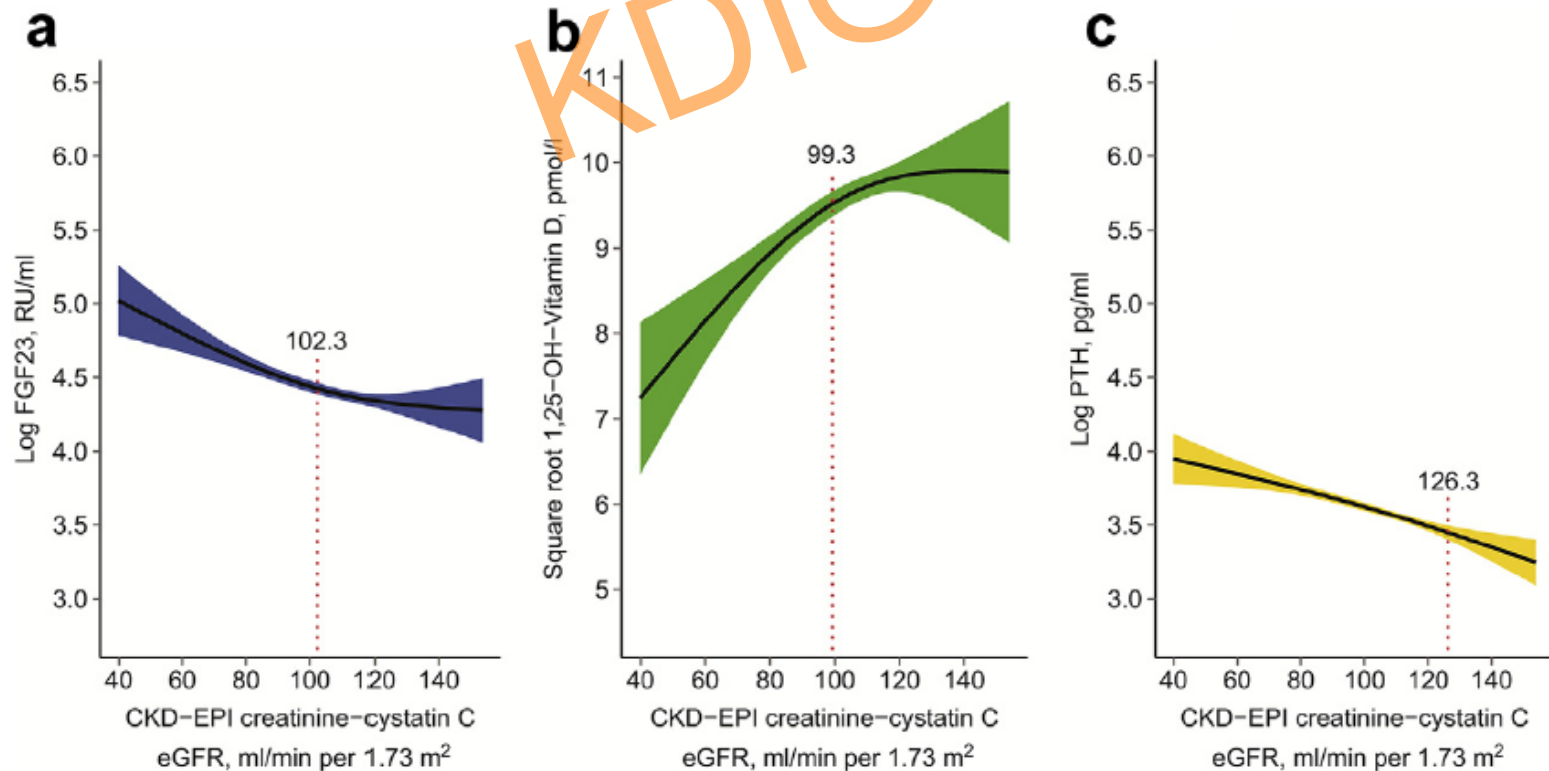 a
6.5
6.0
5.5
5.0
4.5
4.0
3.5
3.0
Log FGF23, RU/ml
102.3
40 60 80 100 120 140
CKD−EPI creatinine−cystatin C
eGFR, ml/min per 1.73 m²
b
11
10
9
8
7
6
5
Square root 1,25−OH−Vitamin D, pmol/l
99.3
40 60 80 100 120 140
CKD−EPI creatinine−cystatin C
eGFR, ml/min per 1.73 m²
c
6.5
6.0
5.5
5.0
4.5
4.0
3.5
3.0
Log PTH, pg/ml
126.3
40 60 80 100 120 140
CKD−EPI creatinine−cystatin C
eGFR, ml/min per 1.73 m²